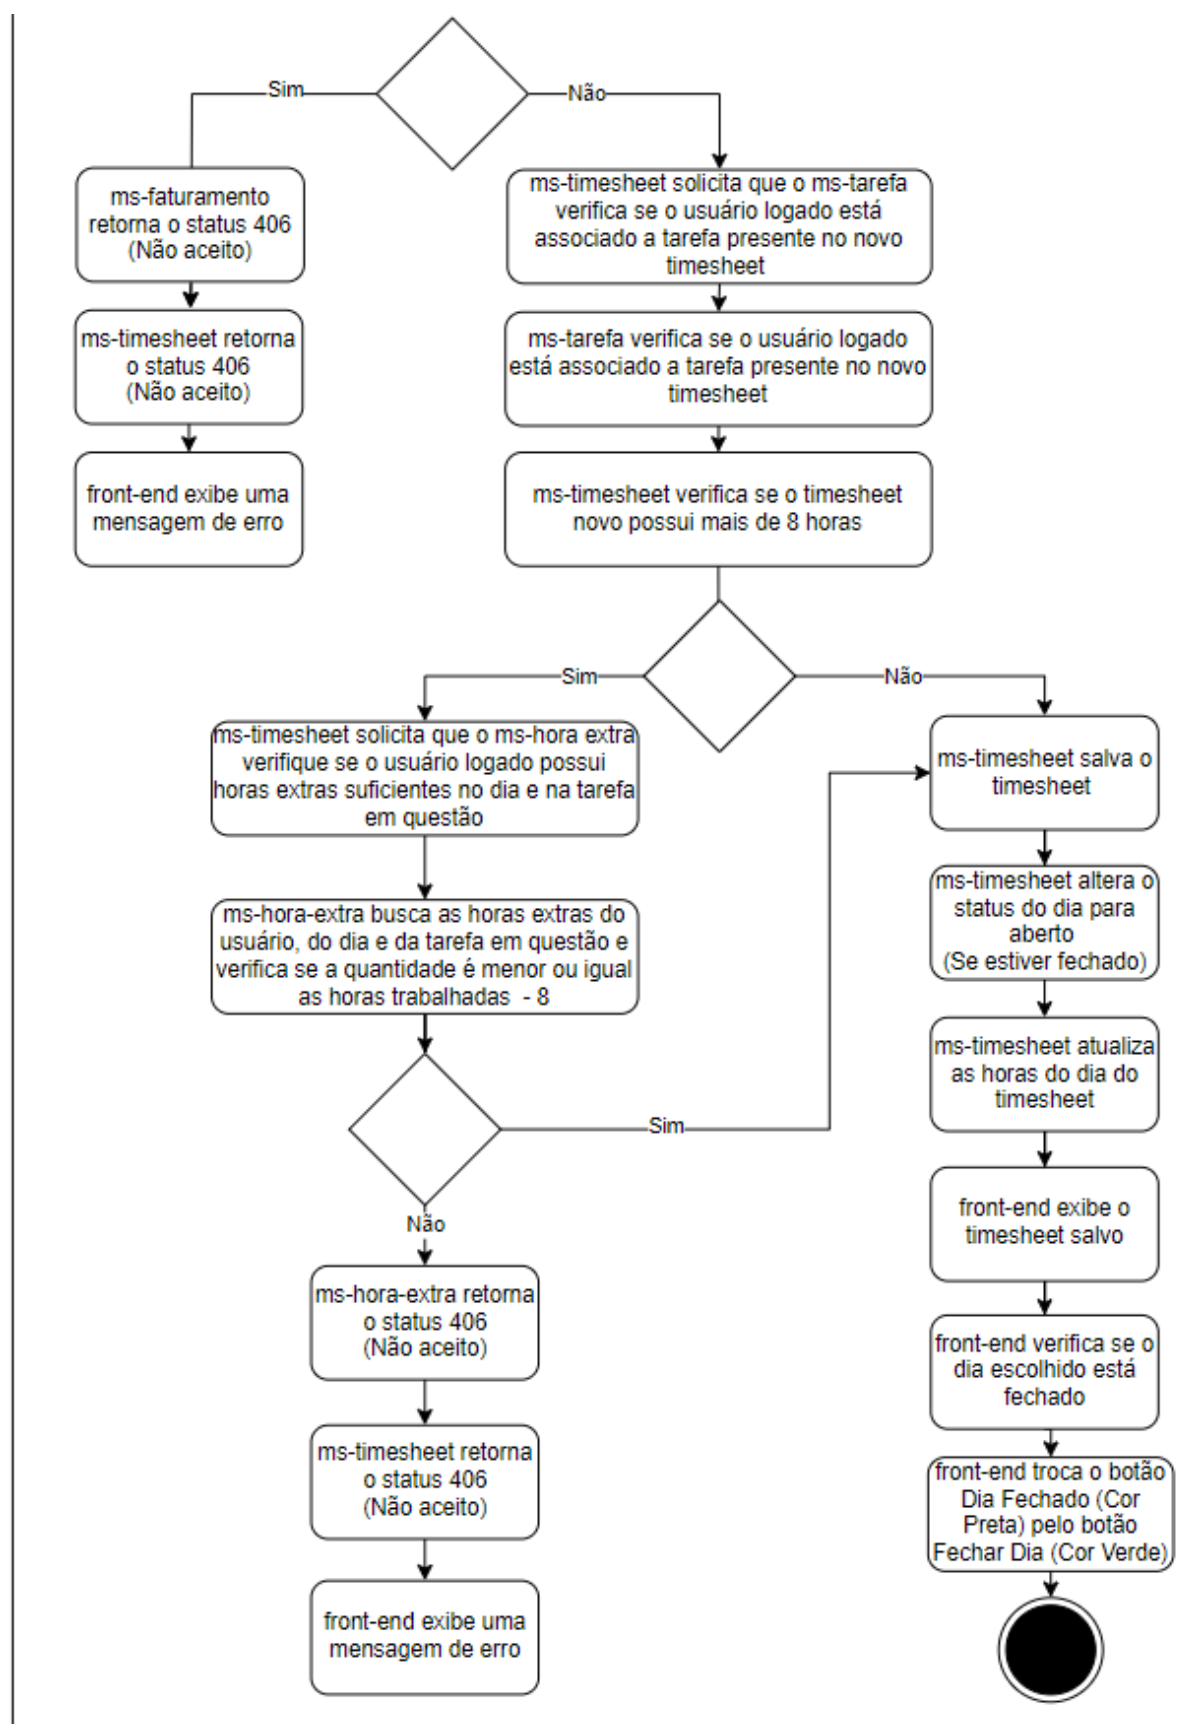 Sim
Não
ms-faturamento
retorna o status 406
(Não aceito)
ms-timesheet retorna
o status 406
(Não aceito)
front-end exibe uma
mensagem de erro
ms-timesheet solicita que o ms-tarefa
verifica se o usuário logado está
associado a tarefa presente no novo
timesheet
ms-tarefa verifica se o usuário logado
está associado a tarefa presente no novo
timesheet
ms-timesheet verifica se o timesheet
novo possui mais de 8 horas
Sim
Não
ms-timesheet solicita que o ms-hora extra
verifique se o usuário logado possui
horas extras suficientes no dia e na tarefa
em questão
ms-hora-extra busca as horas extras do
usuário, do dia e da tarefa em questão e
verifica se a quantidade é menor ou igual
as horas trabalhadas - 8
Sim
Não
ms-hora-extra retorna
o status 406
(Não aceito)
ms-timesheet retorna
o status 406
(Não aceito)
front-end exibe uma
mensagem de erro
ms-timesheet salva o
timesheet
ms-timesheet altera o
status do dia para
aberto
(Se estiver fechado)
ms-timesheet atualiza
as horas do dia do
timesheet
front-end exibe o
timesheet salvo
front-end verifica se o
dia escolhido está
fechado
front-end troca o botão
Dia Fechado (Cor
Preta) pelo botão
Fechar Dia (Cor Verde)